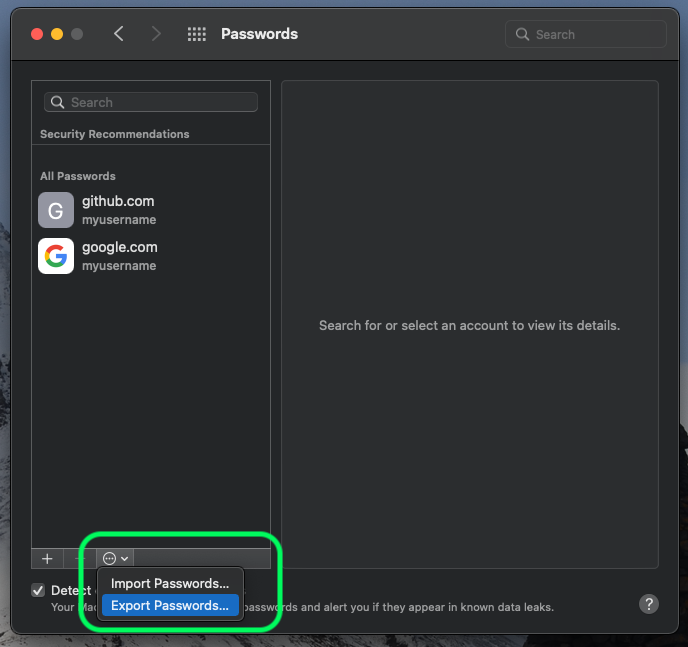 Passwords
Search
Search
Security Recommendations
All Passwords
G
github.com
myusername
G
google.com
myusername
Search for or select an account to view its details.
Import Passwords...
Export Passwords...
Detect
Your Mac passwords and alert you if they appear in known data leaks.
?